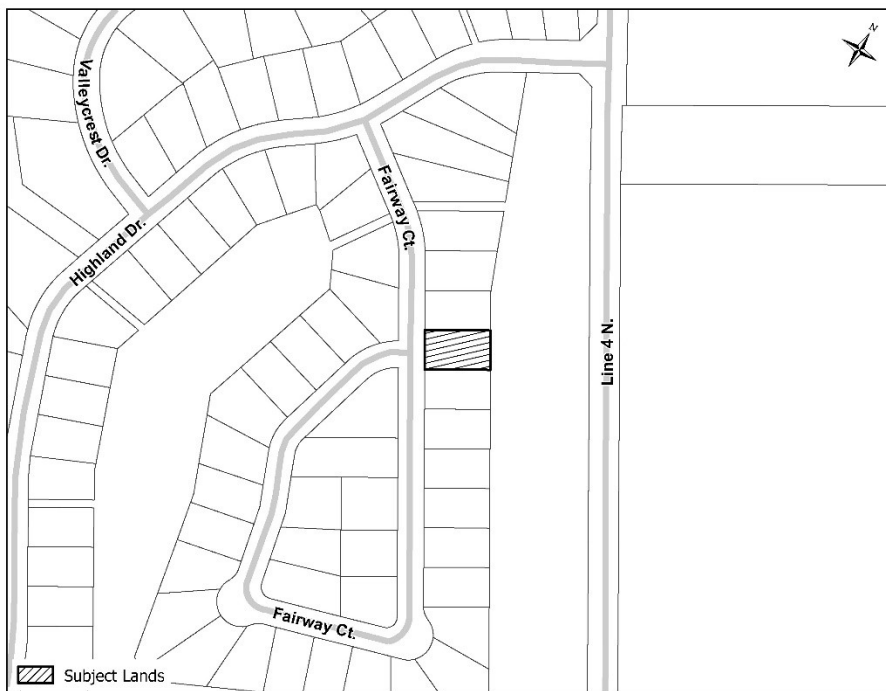 N
Valleycrest Dr.
Fairway Ct.
Highland Dr.
Line 4 N.
Fairway Ct.
Subject Lands